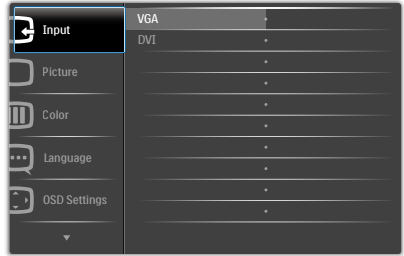 Input
VGA
DVI
Picture
Color
Language
OSD Settings